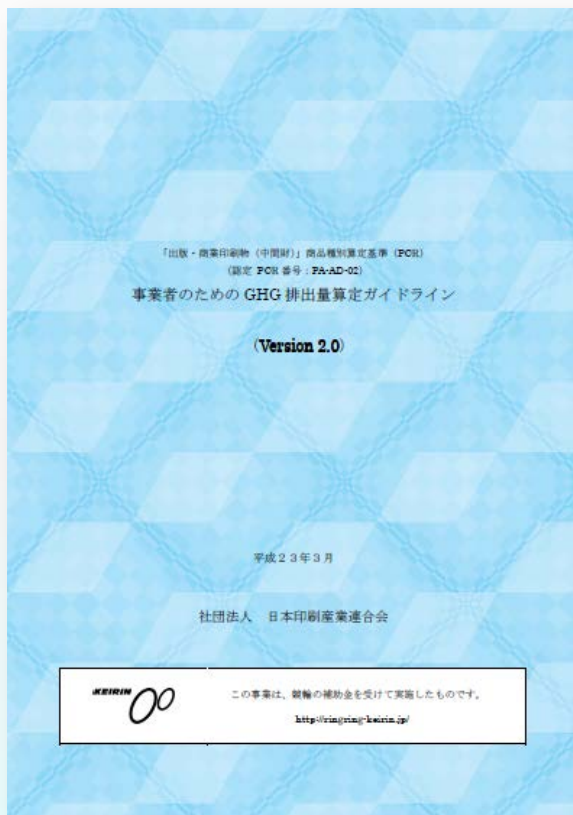 「出版・商業印刷物（中間財）」商品種別算定基準（PCR）
（認定 PCR 番号：PA-AD-02）
事業者のための GHG 排出量算定ガイドライン
（Version 2.0）
平成２３年３月
社団法人　日本印刷産業連合会
KEIRIN
この事業は、競輪の補助金を受けて実施したものです。
http://ringring-keirin.jp/